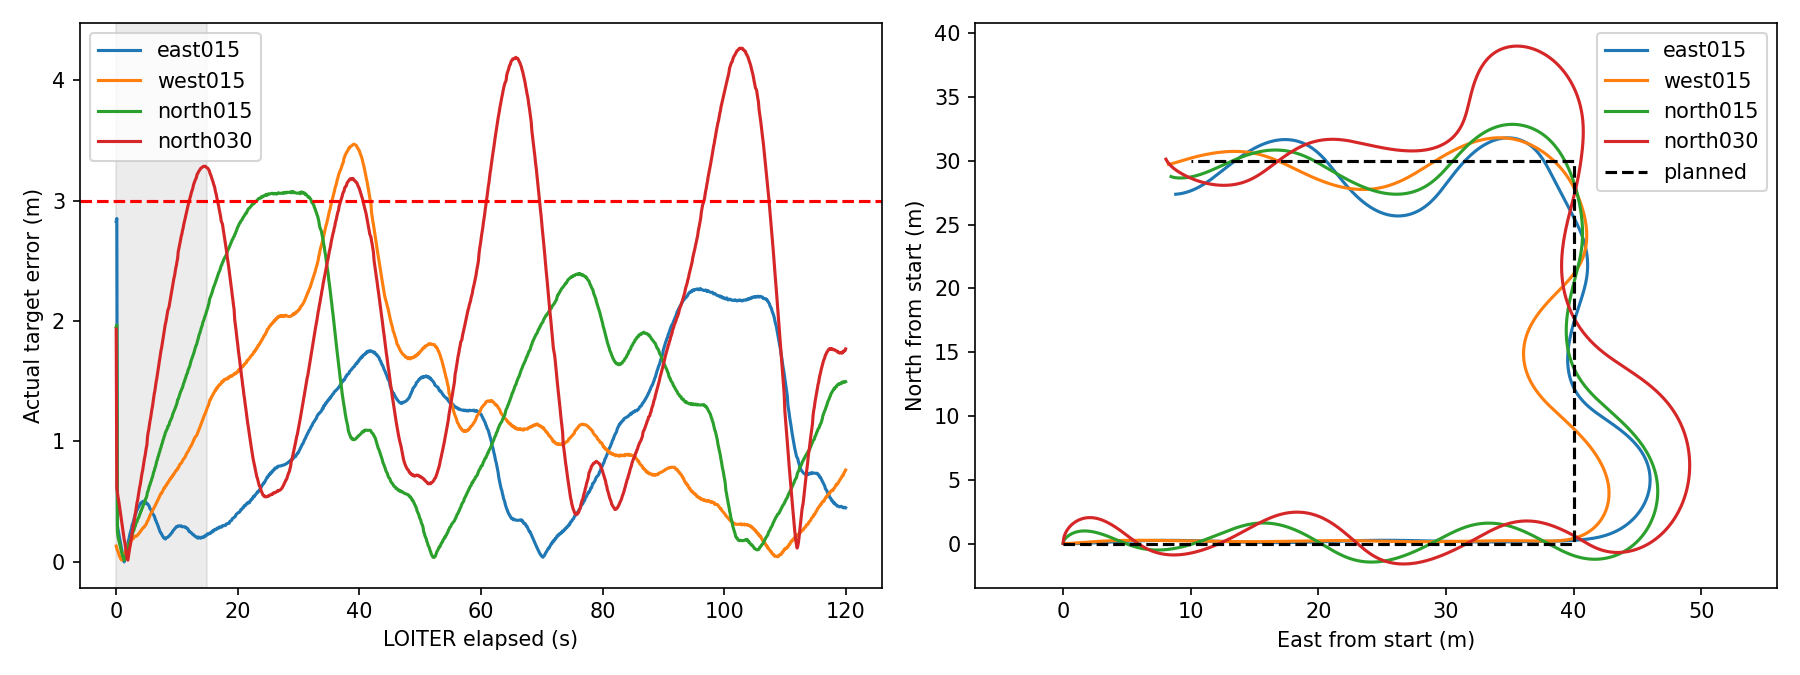 east015
west015
north015
north030
Actual target error (m)
4
3
2
1
0
0 20 40 60 80 100 120
LOITER elapsed (s)
east015
west015
north015
north030
planned
North from start (m)
40
35
30
25
20
15
10
5
0
0 10 20 30 40 50
East from start (m)